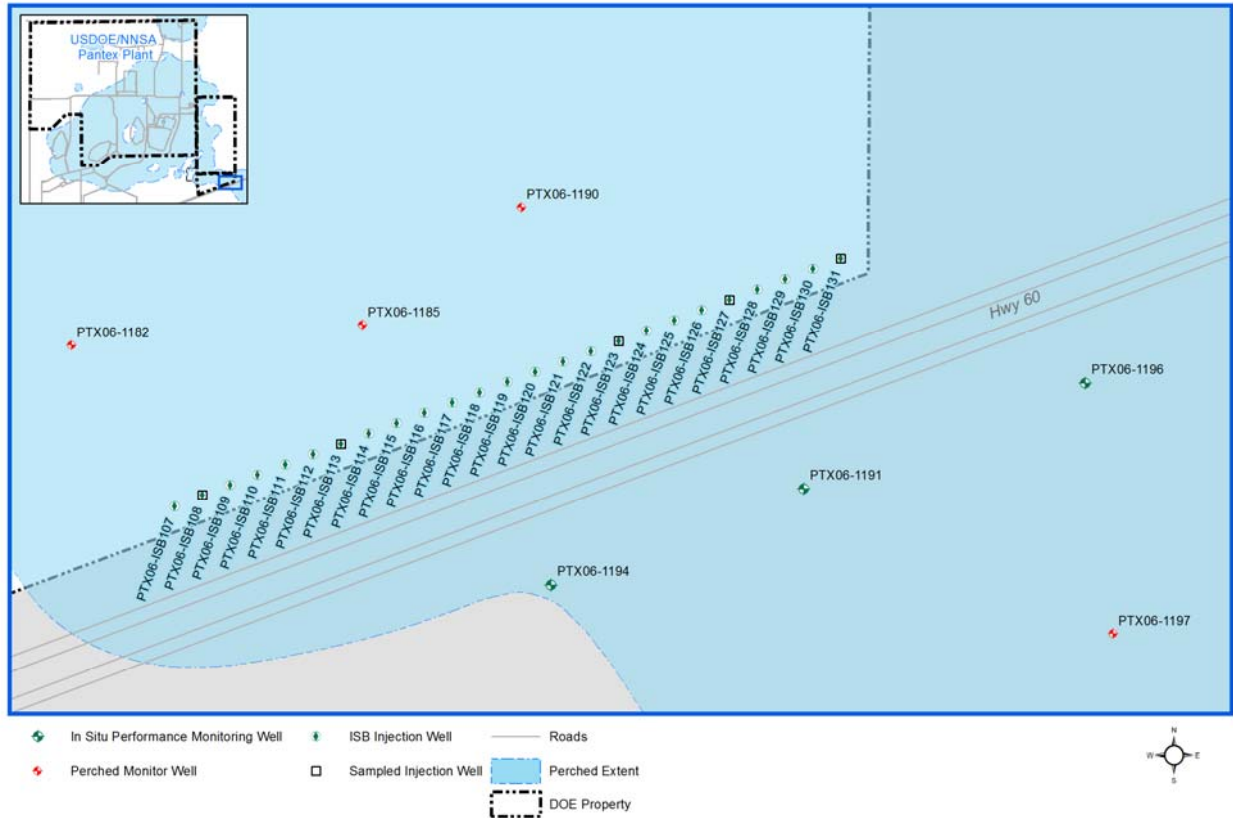 USDOE/NNSA
Pantex Plant
PTX06-1190
PTX06-1185
PTX06-1182
Hwy 60
PTX06-1196
PTX06-1191
PTX06-1194
PTX06-1197
PTX06-ISB107
PTX06-ISB108
PTX06-ISB109
PTX06-ISB110
PTX06-ISB111
PTX06-ISB112
PTX06-ISB113
PTX06-ISB114
PTX06-ISB115
PTX06-ISB116
PTX06-ISB117
PTX06-ISB118
PTX06-ISB119
PTX06-ISB120
PTX06-ISB121
PTX06-ISB122
PTX06-ISB123
PTX06-ISB124
PTX06-ISB125
PTX06-ISB126
PTX06-ISB127
PTX06-ISB128
PTX06-ISB129
PTX06-ISB130
PTX06-ISB131
In Situ Performance Monitoring Well
ISB Injection Well
Roads
Perched Monitor Well
Sampled Injection Well
Perched Extent
DOE Property
N
W
E
S